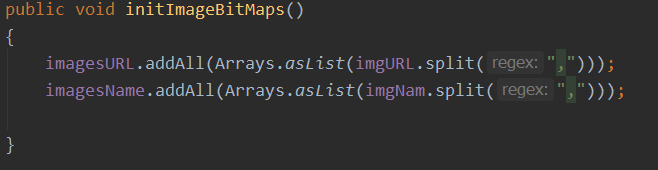 public void initImageBitMaps()
{
imagesURL.addAll(Arrays.asList(imgURL.split( regex: ",")));
imagesName.addAll(Arrays.asList(imgNam.split( regex: ",")));
}